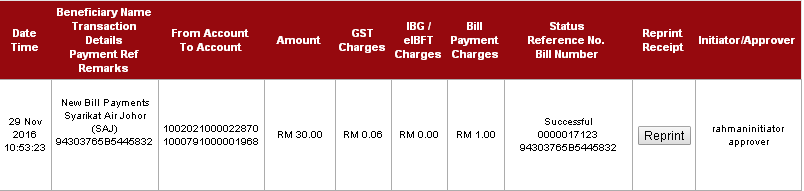 Date
Time
Beneficiary Name
Transaction
Details
Payment Ref
Remarks
From Account
To Account
Amount
GST
Charges
IBG /
eIBFT
Charges
Bill
Payment
Charges
Status
Reference No.
Bill Number
Reprint
Receipt
Initiator/Approver
29 Nov
2016
10:53:23
New Bill Payments
Syarikat Air Johor
(SAJ)
94303765B5445832
1002021000022870
1000791000001968
RM 30.00
RM 0.06
RM 0.00
RM 1.00
Successful
0000017123
94303765B5445832
Reprint
rahmaninitiator
approver